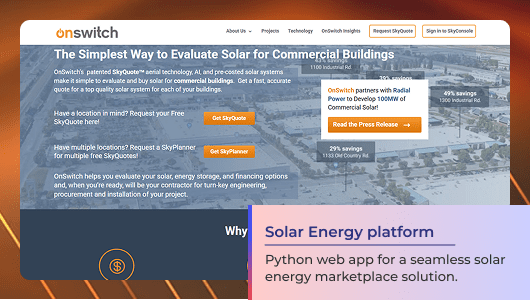 onswitch
About Us
Projects
Technology
OnSwitch Insights
Request SkyQuote
Sign in to SkyConsole
The Simplest Way to Evaluate Solar for Commercial Buildings
1100 Industrial Rd.
OnSwitch's patented SkyQuote™ aerial technology, AI, and pre-costed solar systems
make it simple to evaluate and buy solar for commercial buildings. Get a fast, accurate
quote for a top quality solar system for each of your buildings.
39% savings
OnSwitch partners with Radial
Power to Develop 100MW of
Commercial Solar!
Read the Press Release →
49% savings
1300 Industrial Rd.
Have a location in mind? Request your Free
SkyQuote here!
Get SkyQuote
Have multiple locations? Request a SkyPlanner
for multiple free SkyQuotes!
Get SkyPlanner
29% savings
1133 Old Country Rd.
OnSwitch helps you evaluate your solar, energy storage, and financing options
and, when you're ready, will be your contractor for turn-key engineering,
procurement and installation of your project.
Why
Solar Energy platform
Python web app for a seamless solar
energy marketplace solution.